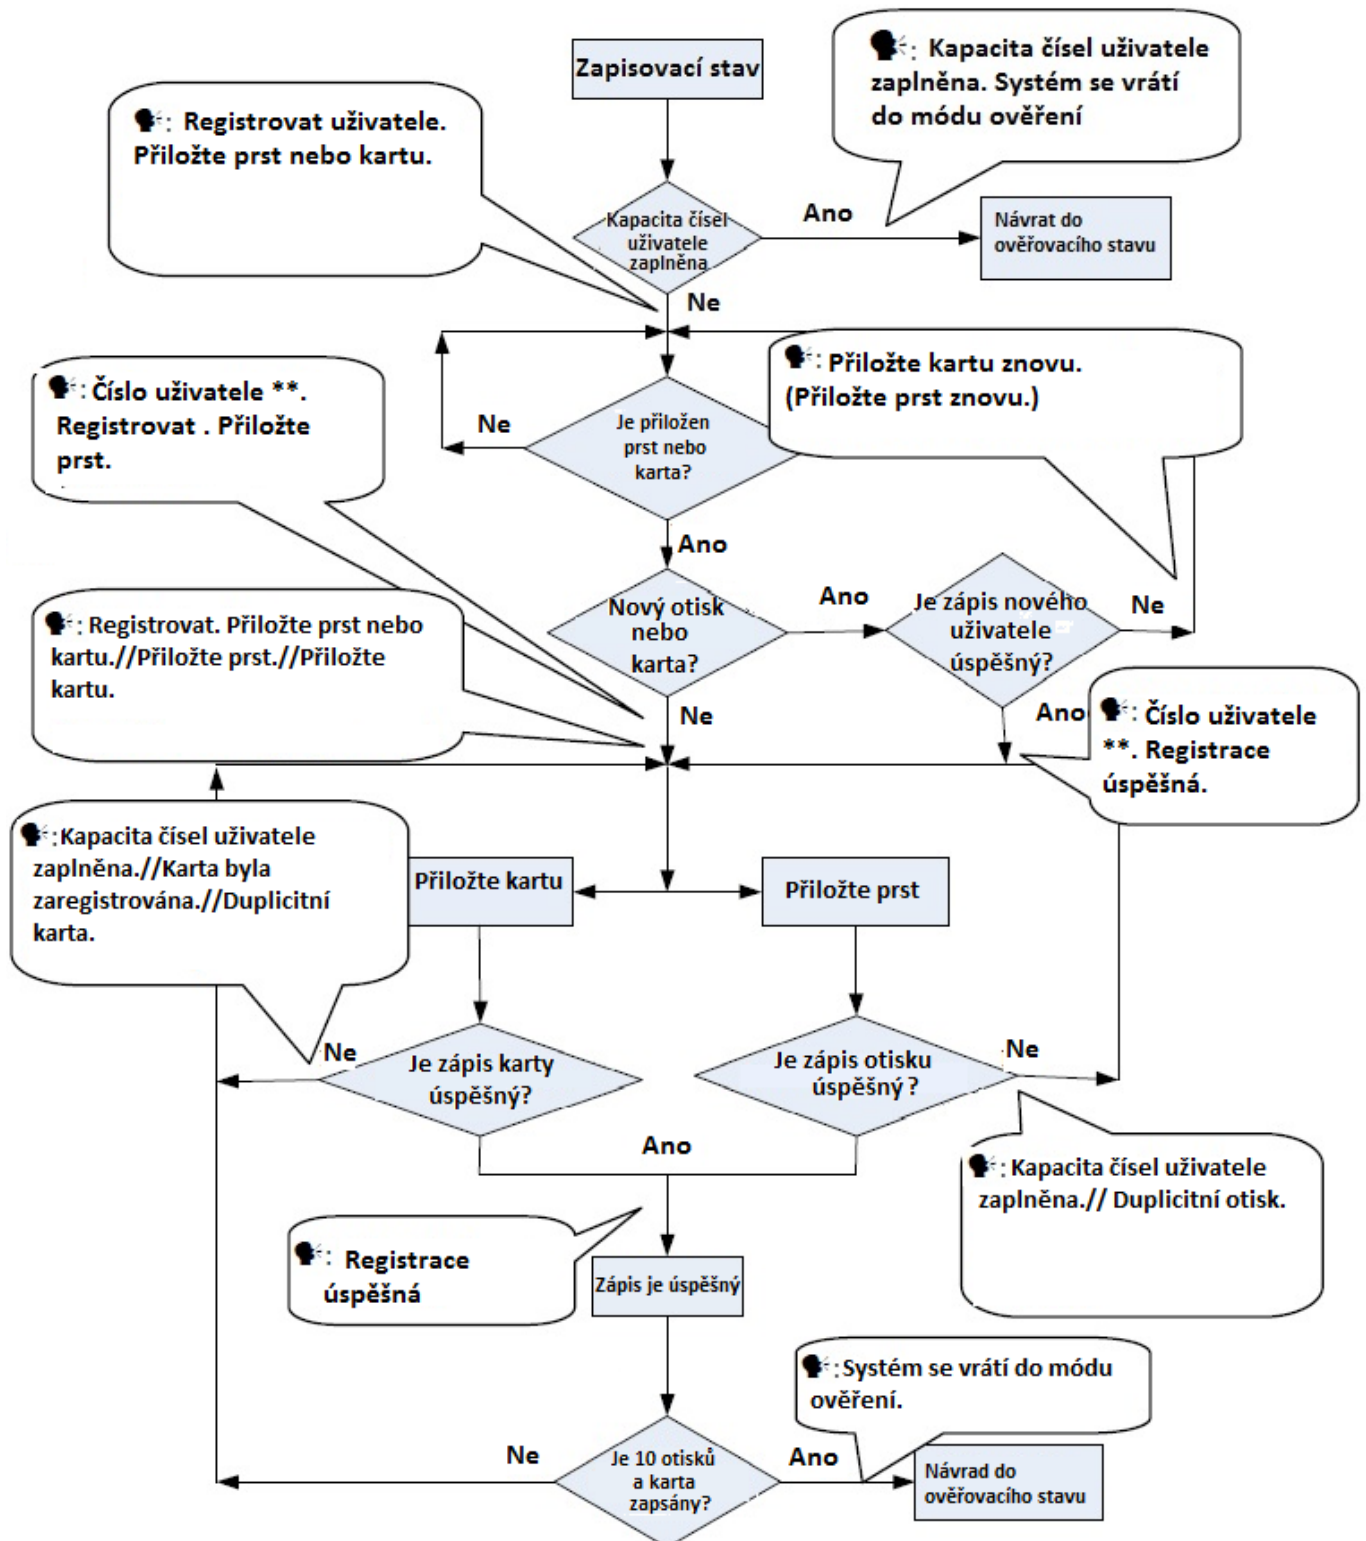 Zapisovací stav
: Kapacita čísel uživatele
zaplněna. Systém se vrátí
do módu ověření
: Registrovat uživatele.
Přiložte prst nebo kartu.
Kapacita čísel
uživatele
zaplněna
Ano
Návrat do
ověřovacího stavu
Ne
: Přiložte kartu znovu.
(Přiložte prst znovu.)
: Číslo uživatele **.
Registrovat . Přiložte
prst.
Ne
Je přiložen
prst nebo
karta?
Ano
Nový otisk
nebo
karta?
Ano
Je zápis nového
uživatele
úspěšný?
Ne
: Registrovat. Přiložte prst nebo
kartu.//Přiložte prst.//Přiložte
kartu.
Ne
Ano
: Číslo uživatele
**. Registrace
úspěšná.
:Kapacita čísel uživatele
zaplněna.//Karta byla
zaregistrována.//Duplicitní
karta.
Přiložte kartu
Přiložte prst
Ne
Je zápis karty
úspěšný?
Je zápis otisku
úspěšný ?
Ne
Ano
: Kapacita čísel uživatele
zaplněna.// Duplicitní otisk.
: Registrace
úspěšná
Zápis je úspěšný
:Systém se vrátí do módu
ověření.
Ne
Je 10 otisků
a karta
zapsány?
Ano
Návrad do
ověřovacího stavu